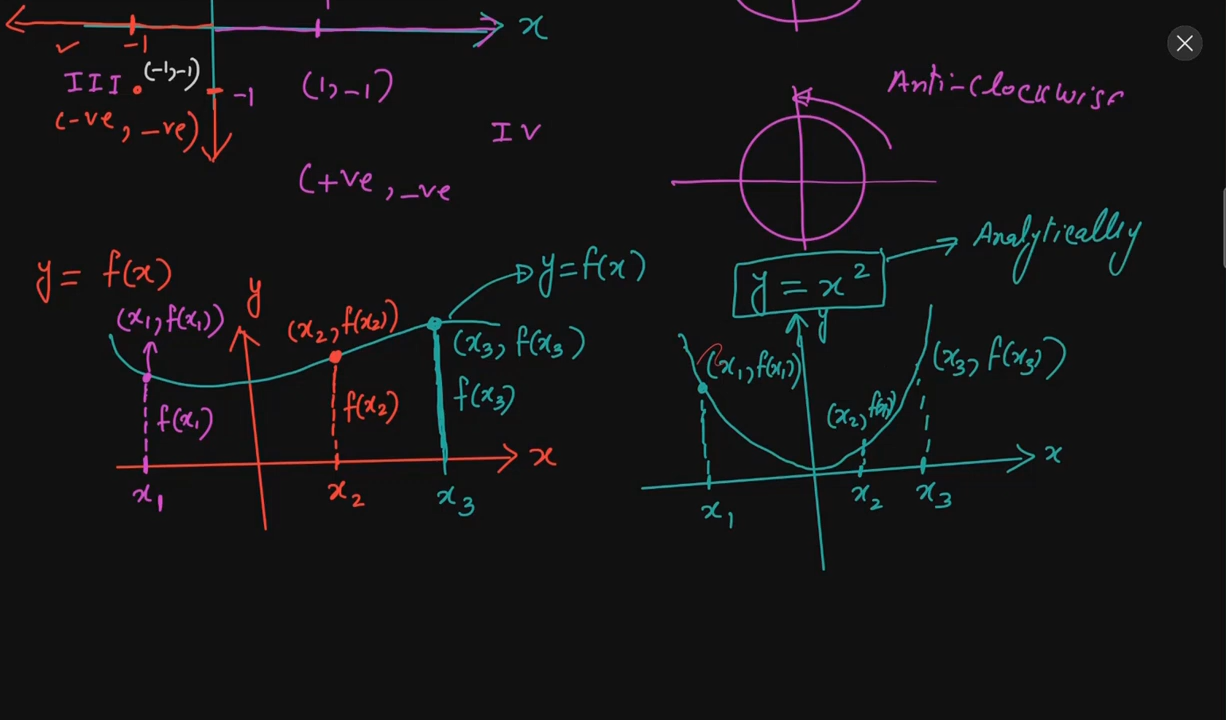 x
-1
III
(-1,-1)
-1
(1,-1)
(-ve, -ve)
IV
(+ve, -ve
Anti-Clockwise
Analytically
y = f(x)
y
y=f(x)
y = x²
y
(x₁, f(x₁))
(x₂, f(x₂))
(x₃, f(x₃)
f(x₁)
f(x₂)
f(x₃)
x
x₁
x₂
x₃
(x₁, f(x₁))
(x₃, f(x₃)
x
x₁
x₂
x₃